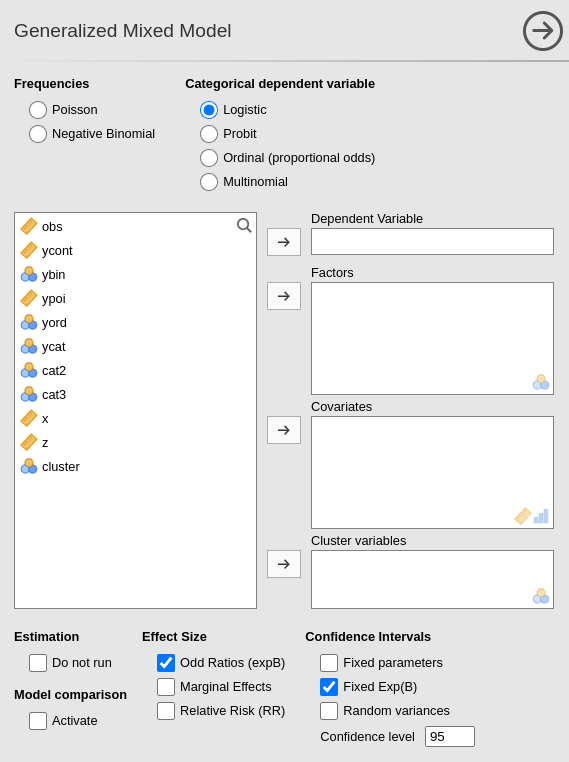 Generalized Mixed Model
Frequencies
Poisson
Negative Binomial
Categorical dependent variable
Logistic
Probit
Ordinal (proportional odds)
Multinomial
obs
ycont
ybin
ypoi
yord
ycat
cat2
cat3
x
z
cluster
Dependent Variable
Factors
Covariates
Cluster variables
Estimation
Do not run
Model comparison
Activate
Effect Size
Odd Ratios (expB)
Marginal Effects
Relative Risk (RR)
Confidence Intervals
Fixed parameters
Fixed Exp(B)
Random variances
Confidence level 95